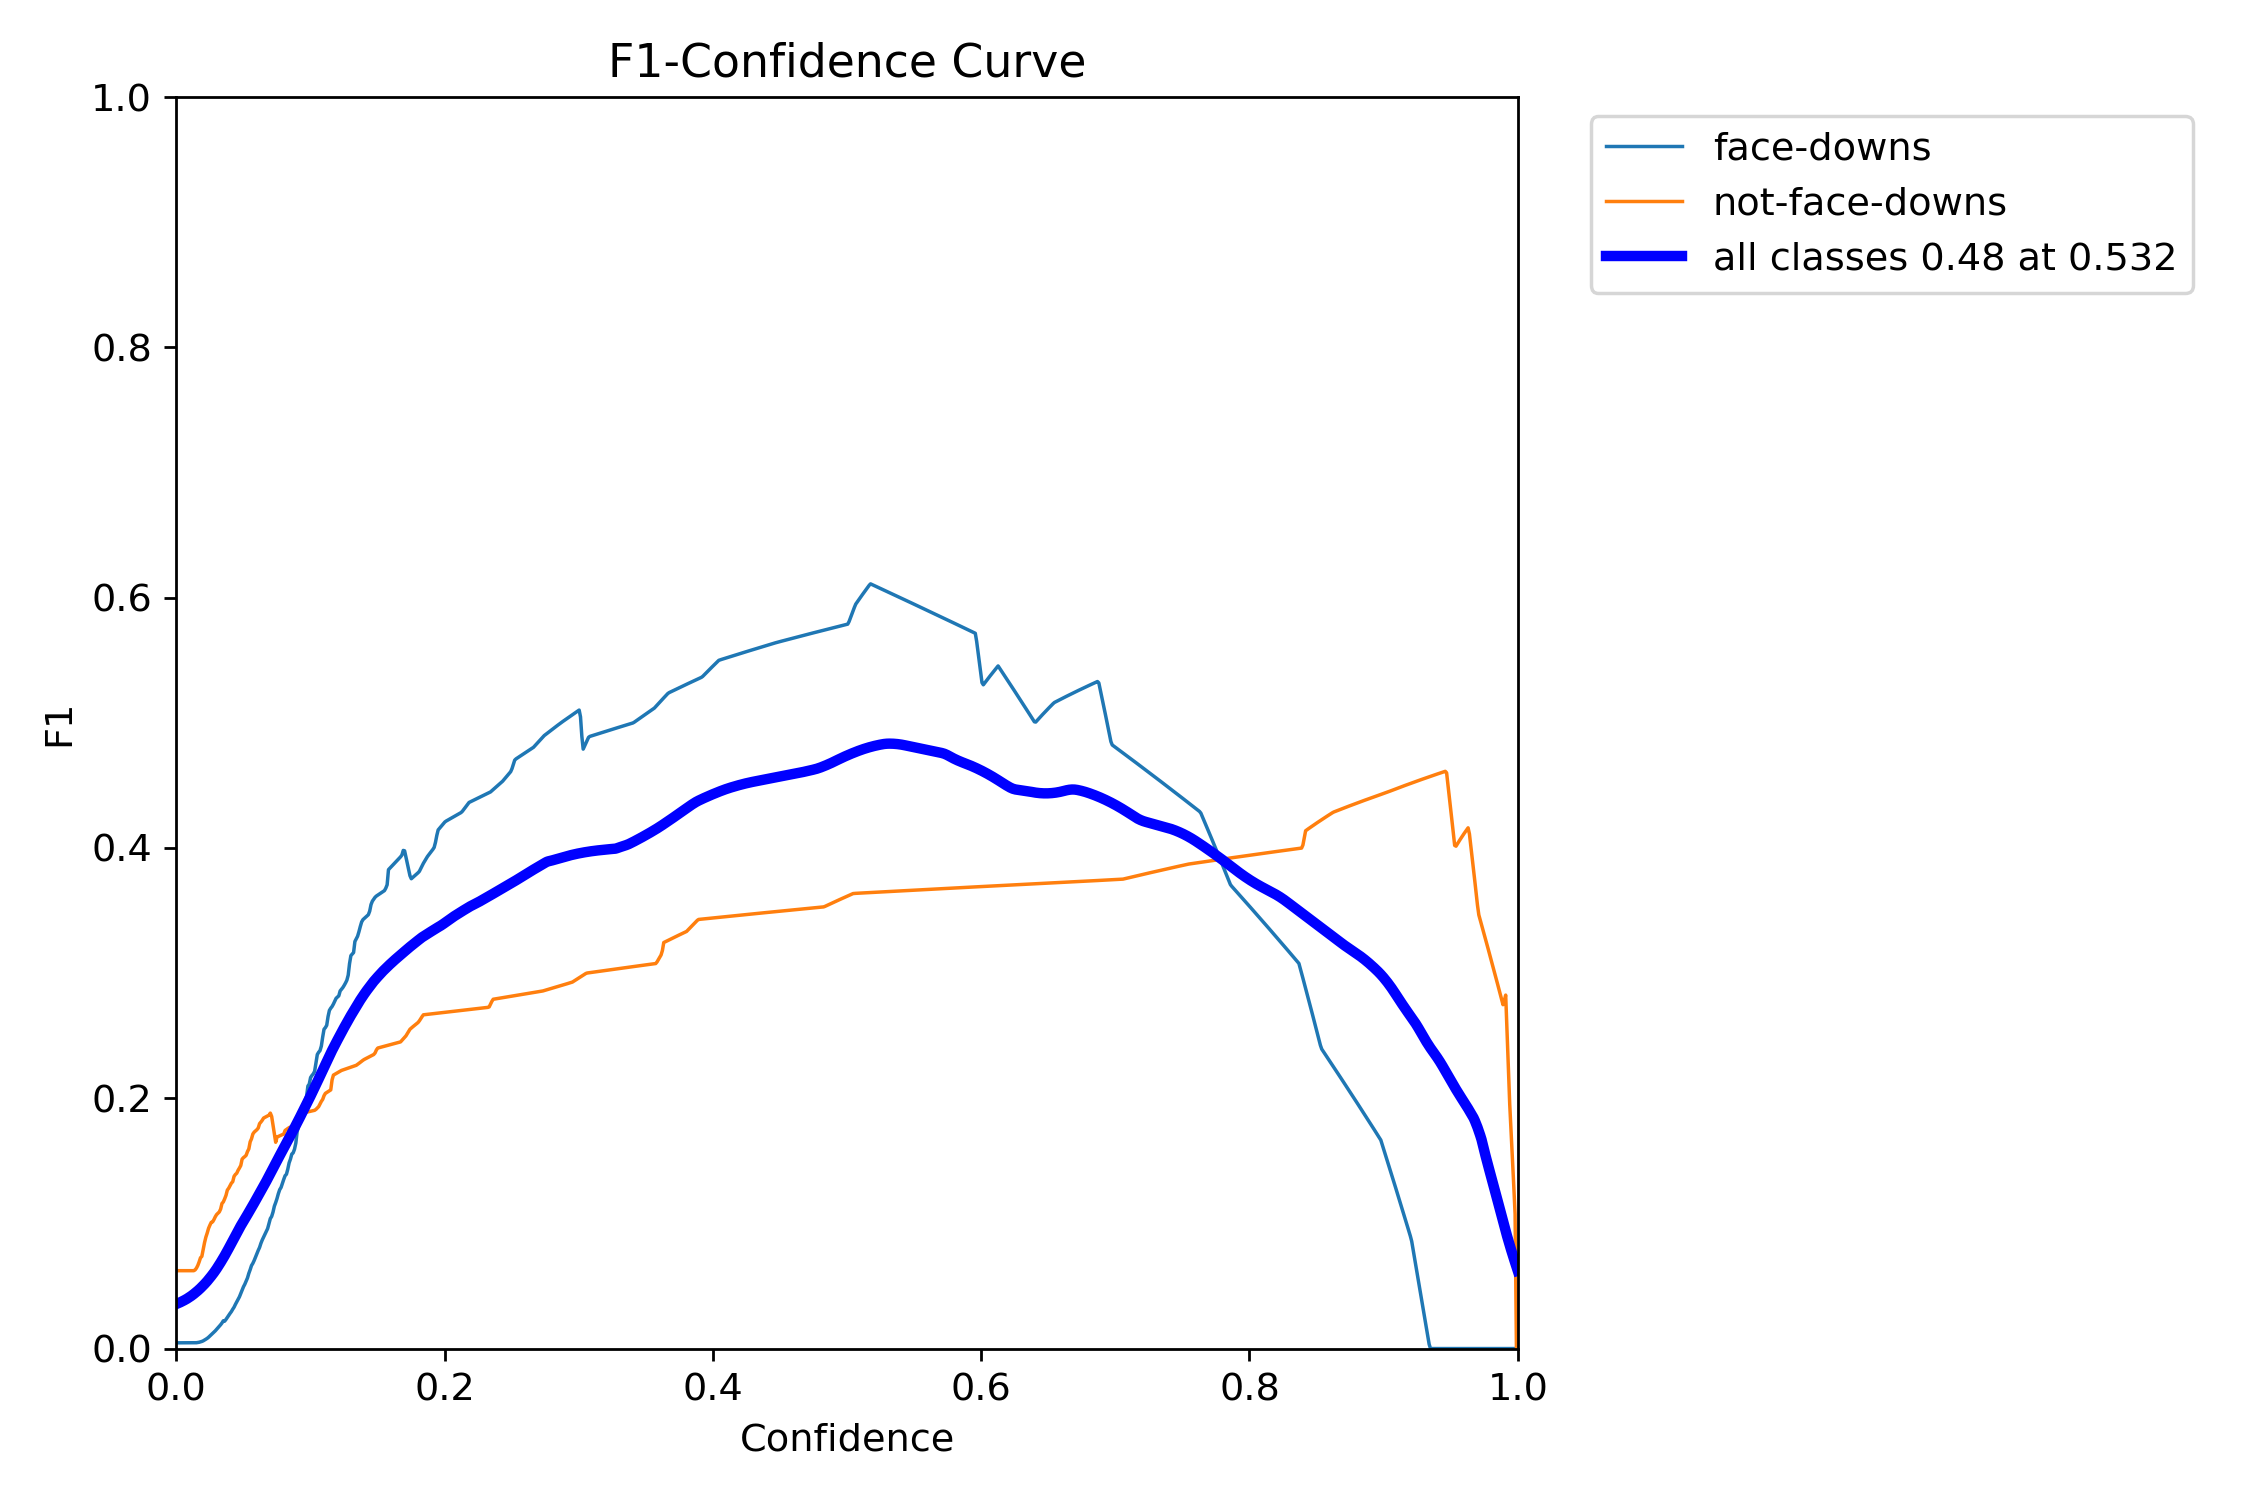 F1-Confidence Curve
1.0
0.8
0.6
0.4
0.2
0.0
F1
0.0 0.2 0.4 0.6 0.8 1.0
Confidence
face-downs
not-face-downs
all classes 0.48 at 0.532